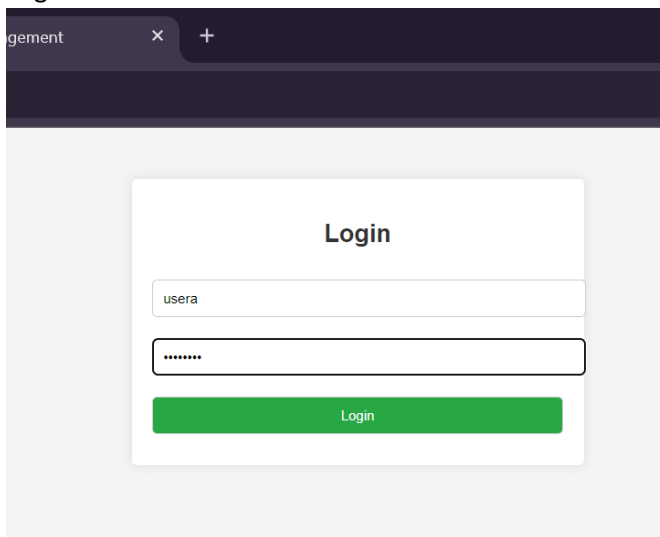 gement × +
Login
usera
••••••••
Login